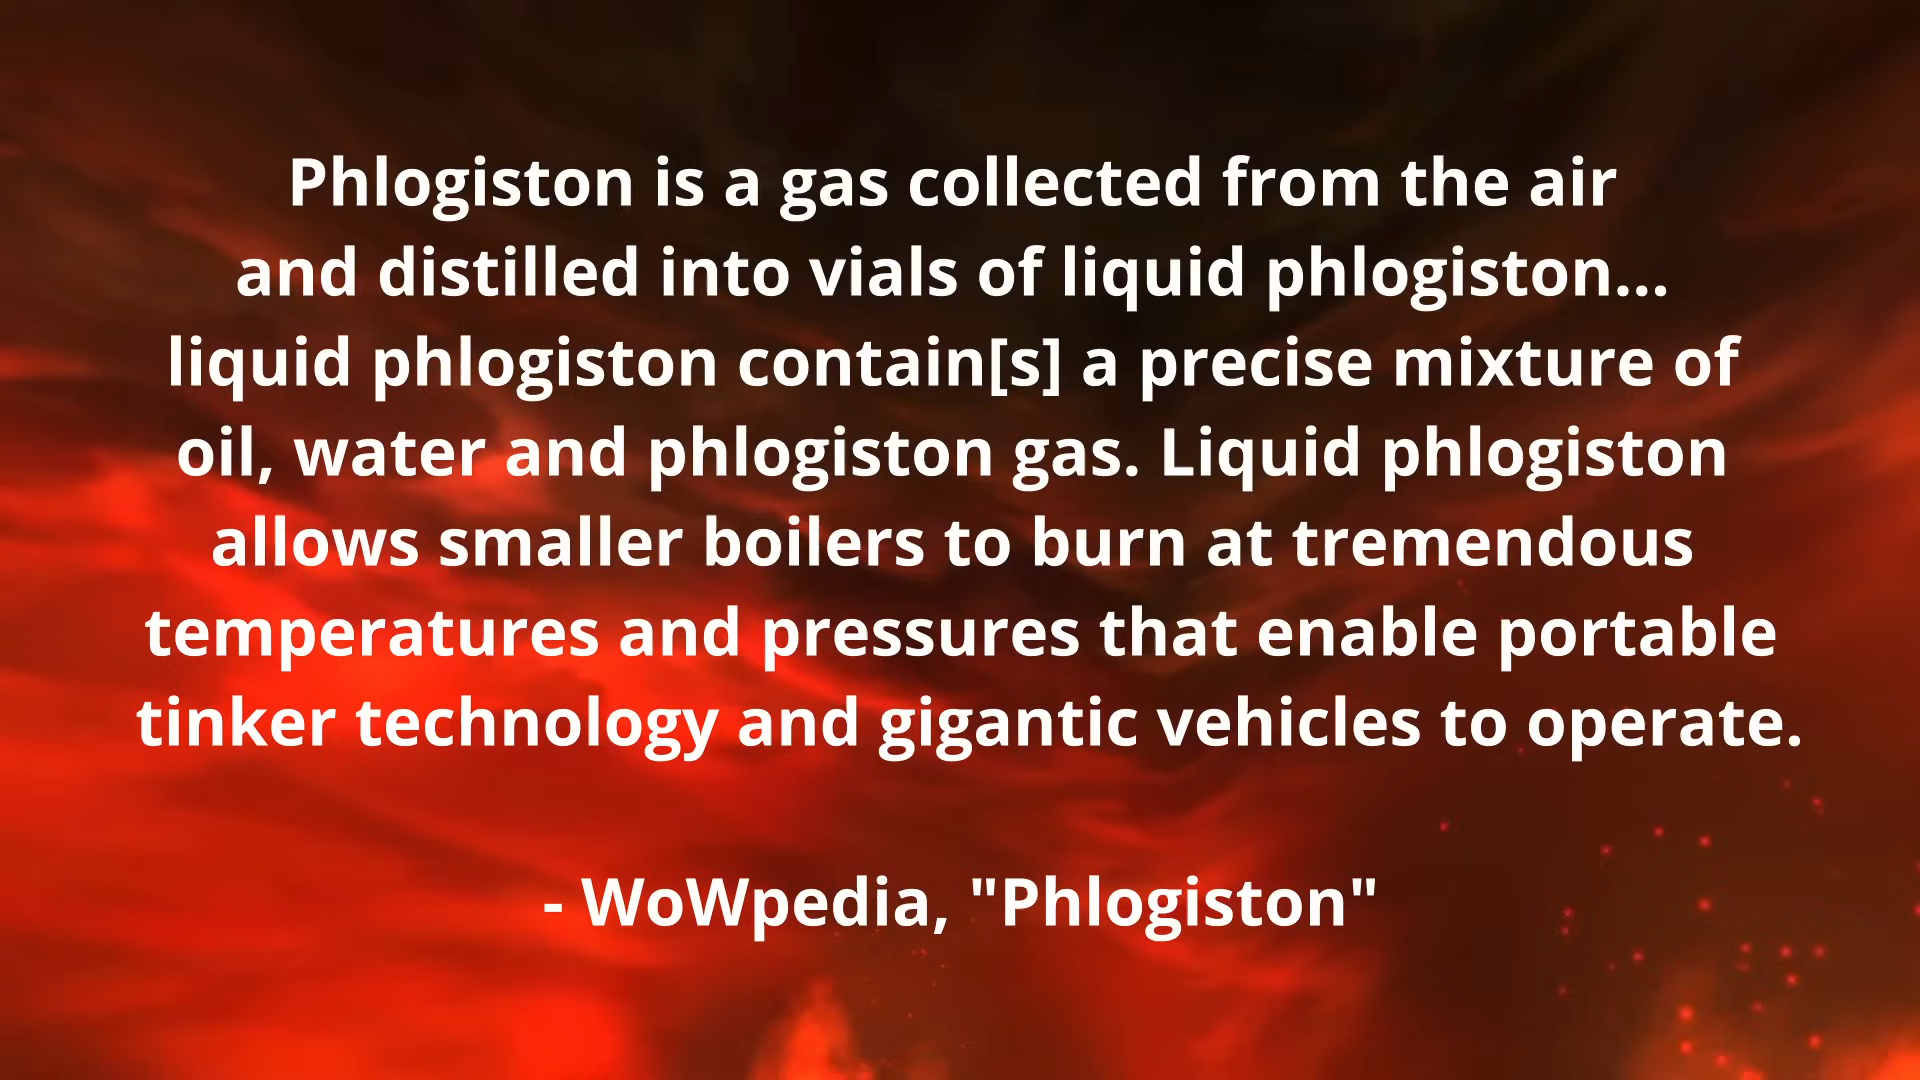 Phlogiston is a gas collected from the air
and distilled into vials of liquid phlogiston...
liquid phlogiston contain[s] a precise mixture of
oil, water and phlogiston gas. Liquid phlogiston
allows smaller boilers to burn at tremendous
temperatures and pressures that enable portable
tinker technology and gigantic vehicles to operate.
- WoWpedia, "Phlogiston"